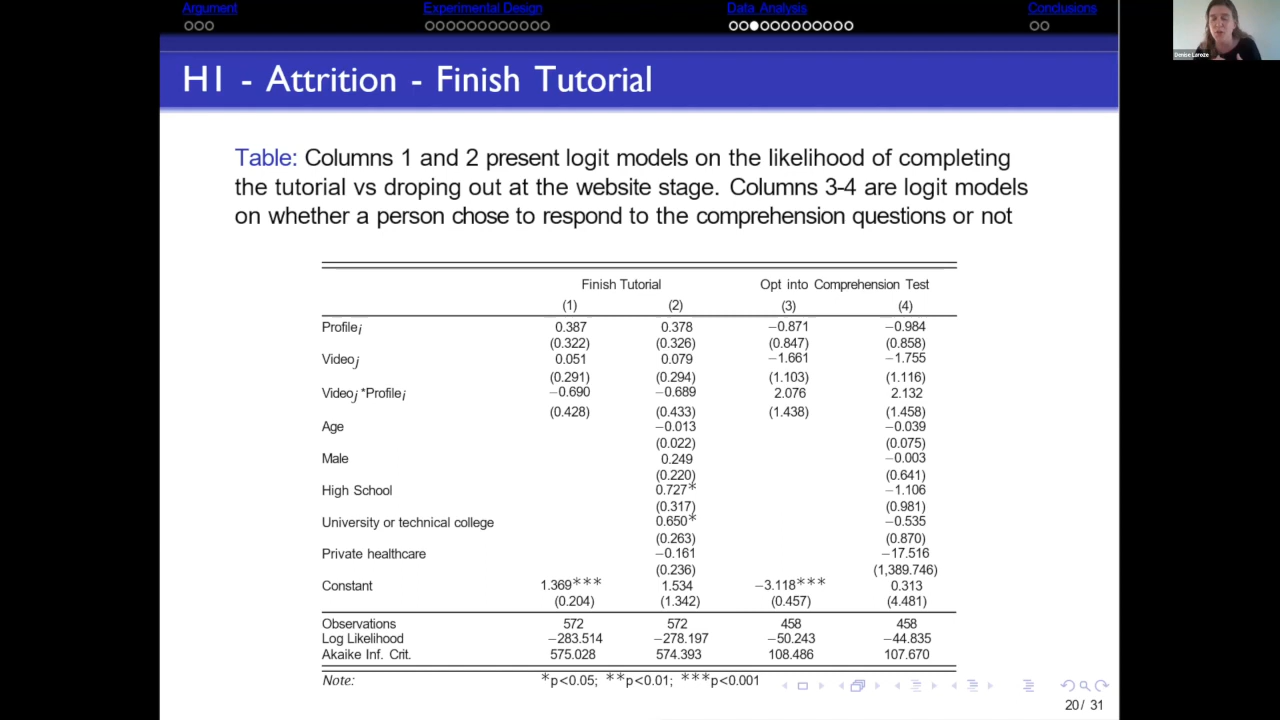 Argument Experimental Design Data Analysis Conclusions
Denise Laroze
H1 - Attrition - Finish Tutorial
Table: Columns 1 and 2 present logit models on the likelihood of completing
the tutorial vs droping out at the website stage. Columns 3-4 are logit models
on whether a person chose to respond to the comprehension questions or not
Finish Tutorial Opt into Comprehension Test
(1) (2) (3) (4)
Profilei 0.387 0.378 −0.871 −0.984
(0.322) (0.326) (0.847) (0.858)
Videoj 0.051 0.079 −1.661 −1.755
(0.291) (0.294) (1.103) (1.116)
Videoj *Profilei −0.690 −0.689 2.076 2.132
(0.428) (0.433) (1.438) (1.458)
Age −0.013 −0.039
(0.022) (0.075)
Male 0.249 −0.003
(0.220) (0.641)
High School 0.727* −1.106
(0.317) (0.981)
University or technical college 0.650* −0.535
(0.263) (0.870)
Private healthcare −0.161 −17.516
(0.236) (1,389.746)
Constant 1.369*** 1.534 −3.118*** 0.313
(0.204) (1.342) (0.457) (4.481)
Observations 572 572 458 458
Log Likelihood −283.514 −278.197 −50.243 −44.835
Akaike Inf. Crit. 575.028 574.393 108.486 107.670
Note: *p<0.05; **p<0.01; ***p<0.001
20/ 31